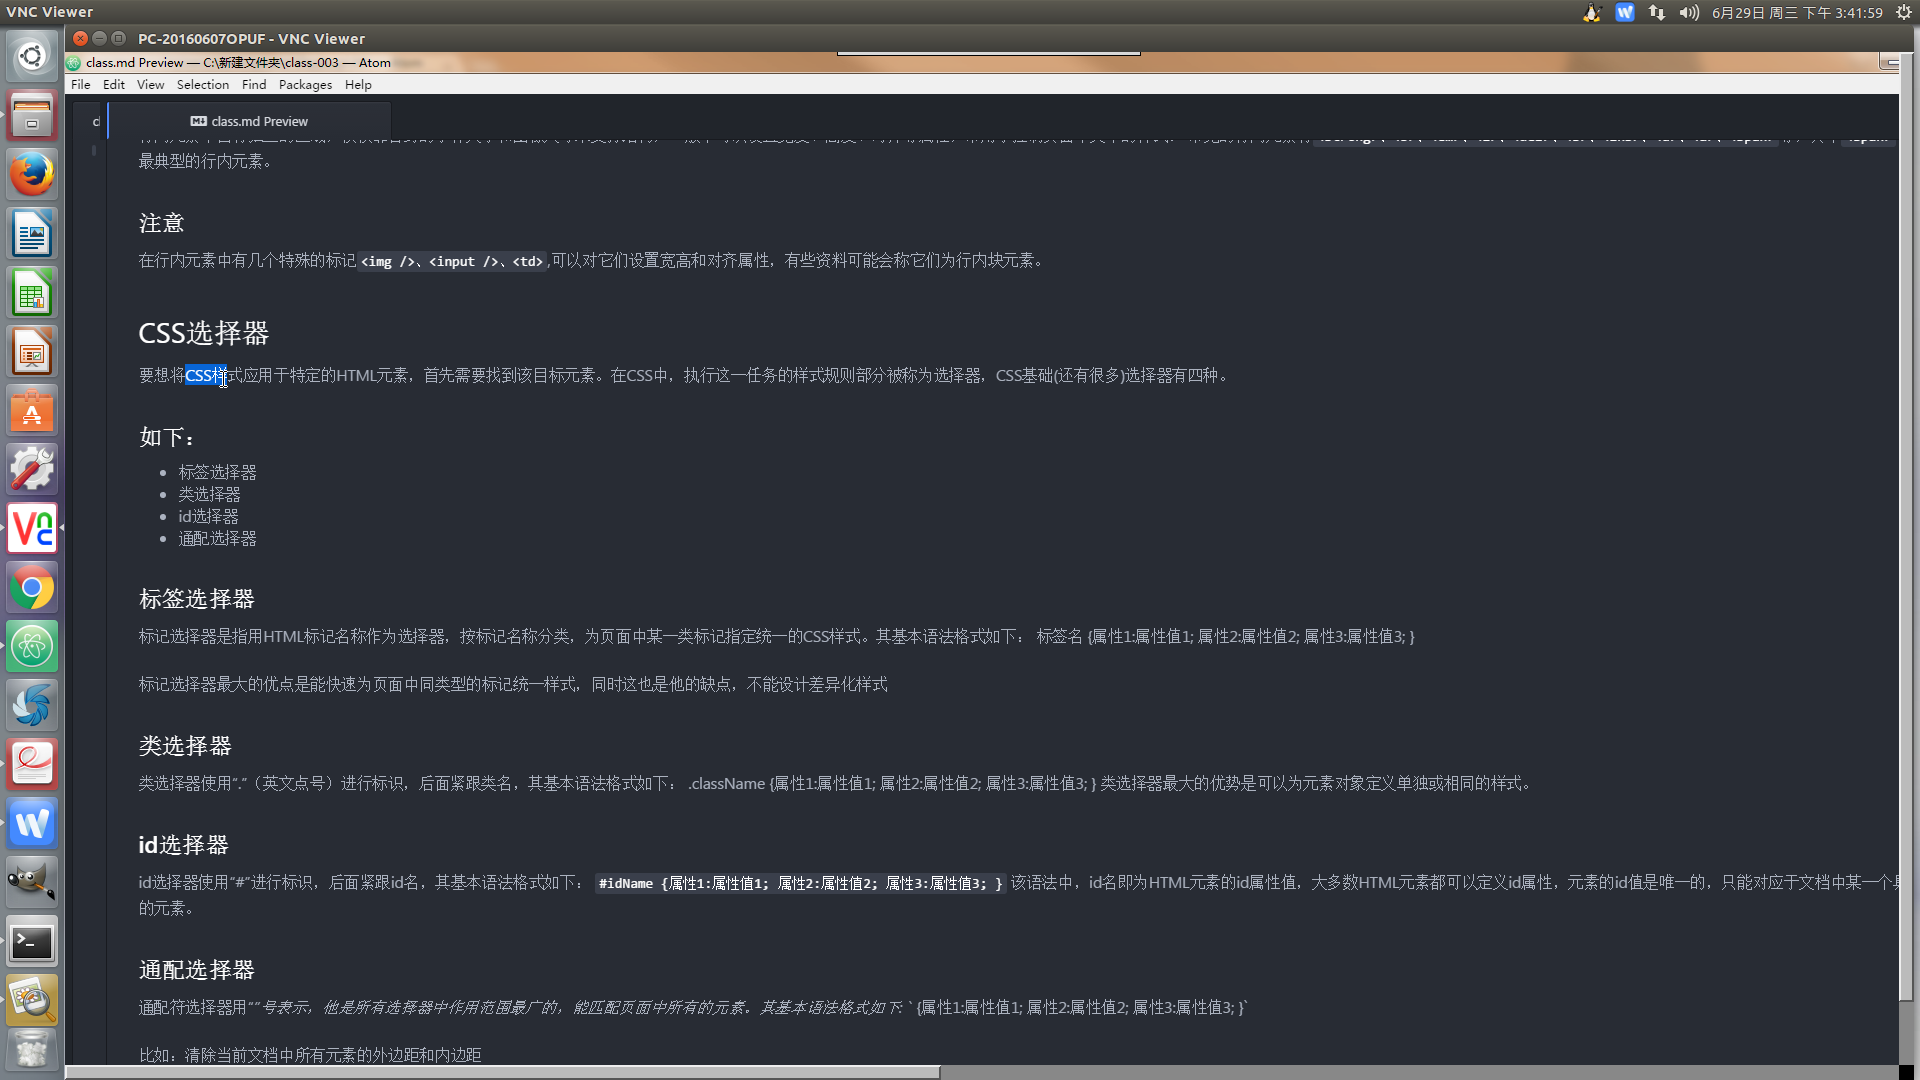 VNC Viewer
6月29日 周三 下午 3:41:59
PC-20160607OPUF - VNC Viewer
class.md Preview — C:\新建文件夹\class-003 — Atom
File Edit View Selection Find Packages Help
class.md Preview
最典型的行内元素。
注意
在行内元素中有几个特殊的标记<img />、<input />、<td>,可以对它们设置宽高和对齐属性，有些资料可能会称它们为行内块元素。
CSS选择器
要想将CSS样式应用于特定的HTML元素，首先需要找到该目标元素。在CSS中，执行这一任务的样式规则部分被称为选择器，CSS基础(还有很多)选择器有四种。
如下：
• 标签选择器
• 类选择器
• id选择器
• 通配选择器
标签选择器
标记选择器是指用HTML标记名称作为选择器，按标记名称分类，为页面中某一类标记指定统一的CSS样式。其基本语法格式如下： 标签名 {属性1:属性值1; 属性2:属性值2; 属性3:属性值3; }
标记选择器最大的优点是能快速为页面中同类型的标记统一样式，同时这也是他的缺点，不能设计差异化样式
类选择器
类选择器使用“.”（英文点号）进行标识，后面紧跟类名，其基本语法格式如下： .className {属性1:属性值1; 属性2:属性值2; 属性3:属性值3; } 类选择器最大的优势是可以为元素对象定义单独或相同的样式。
id选择器
id选择器使用“#”进行标识，后面紧跟id名，其基本语法格式如下： #idName {属性1:属性值1; 属性2:属性值2; 属性3:属性值3; } 该语法中，id名即为HTML元素的id属性值，大多数HTML元素都可以定义id属性，元素的id值是唯一的，只能对应于文档中某一个
的元素。
通配选择器
通配符选择器用“”号表示，他是所有选择器中作用范围最广的，能匹配页面中所有的元素。其基本语法格式如下:` {属性1:属性值1; 属性2:属性值2; 属性3:属性值3; }`
比如：清除当前文档中所有元素的外边距和内边距